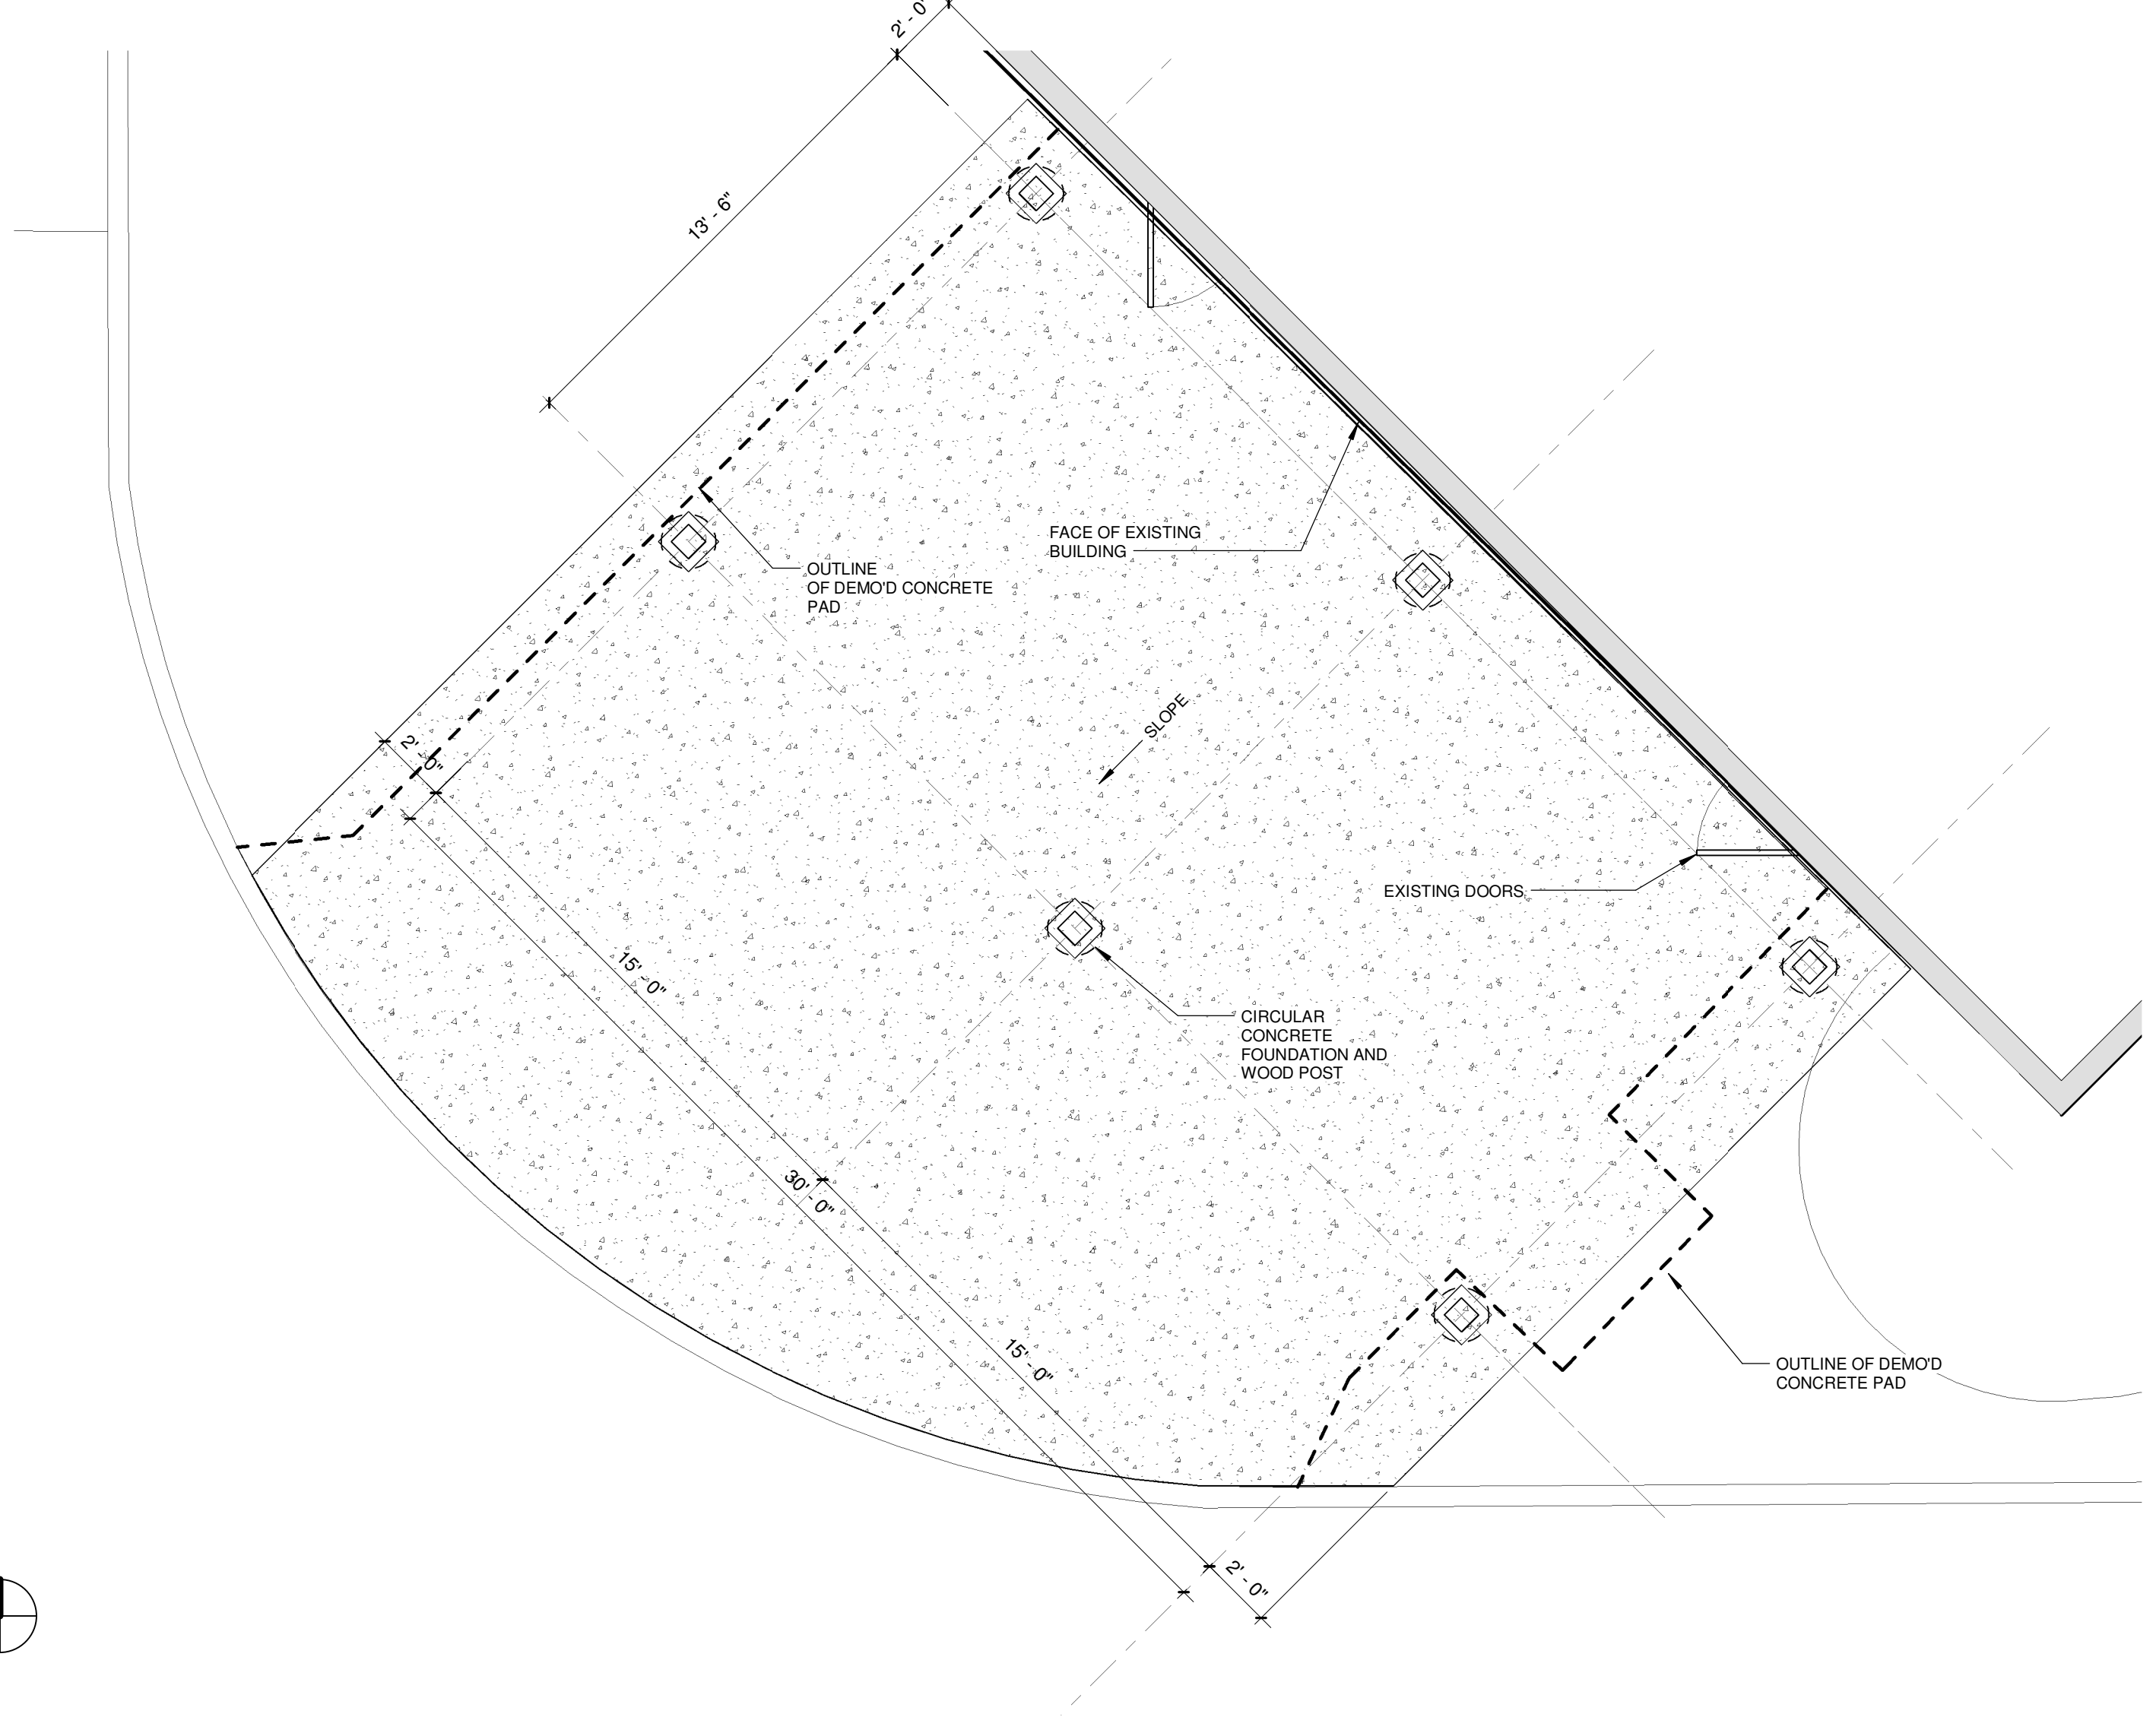 2' - 0"
13' - 6"
FACE OF EXISTING
BUILDING
OUTLINE
OF DEMO'D CONCRETE
PAD
SLOPE
2' - 0"
EXISTING DOORS
15' - 0"
CIRCULAR
CONCRETE
FOUNDATION AND
WOOD POST
30' - 0"
15' - 0"
OUTLINE OF DEMO'D
CONCRETE PAD
2' - 0"